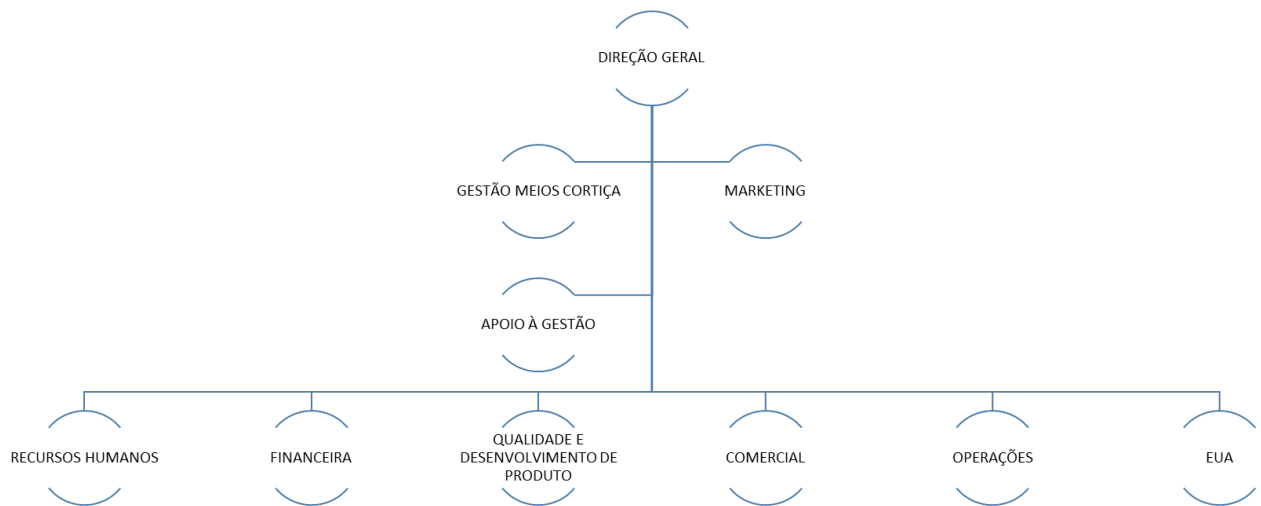 DIREÇÃO GERAL
GESTÃO MEIOS CORTIÇA
MARKETING
APOIO À GESTÃO
RECURSOS HUMANOS
FINANCEIRA
QUALIDADE E
DESENVOLVIMENTO DE
PRODUTO
COMERCIAL
OPERAÇÕES
EUA